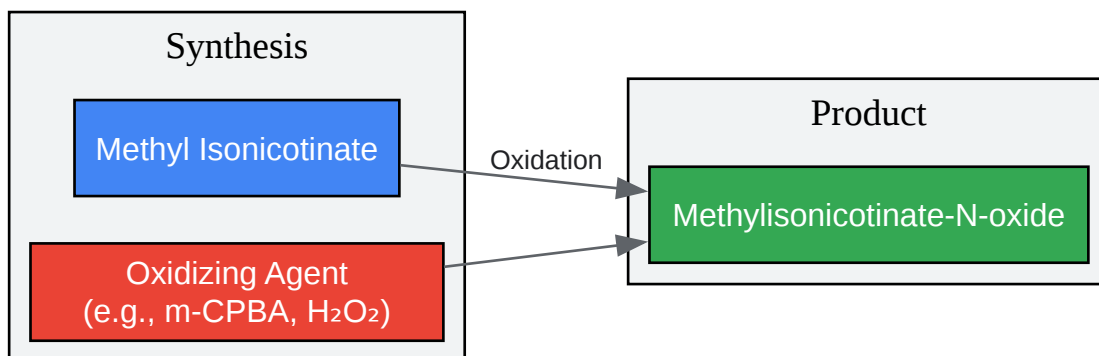 Synthesis
Methyl Isonicotinate
Oxidizing Agent
(e.g., m-CPBA, H₂O₂)
Oxidation
Product
Methylisonicotinate-N-oxide